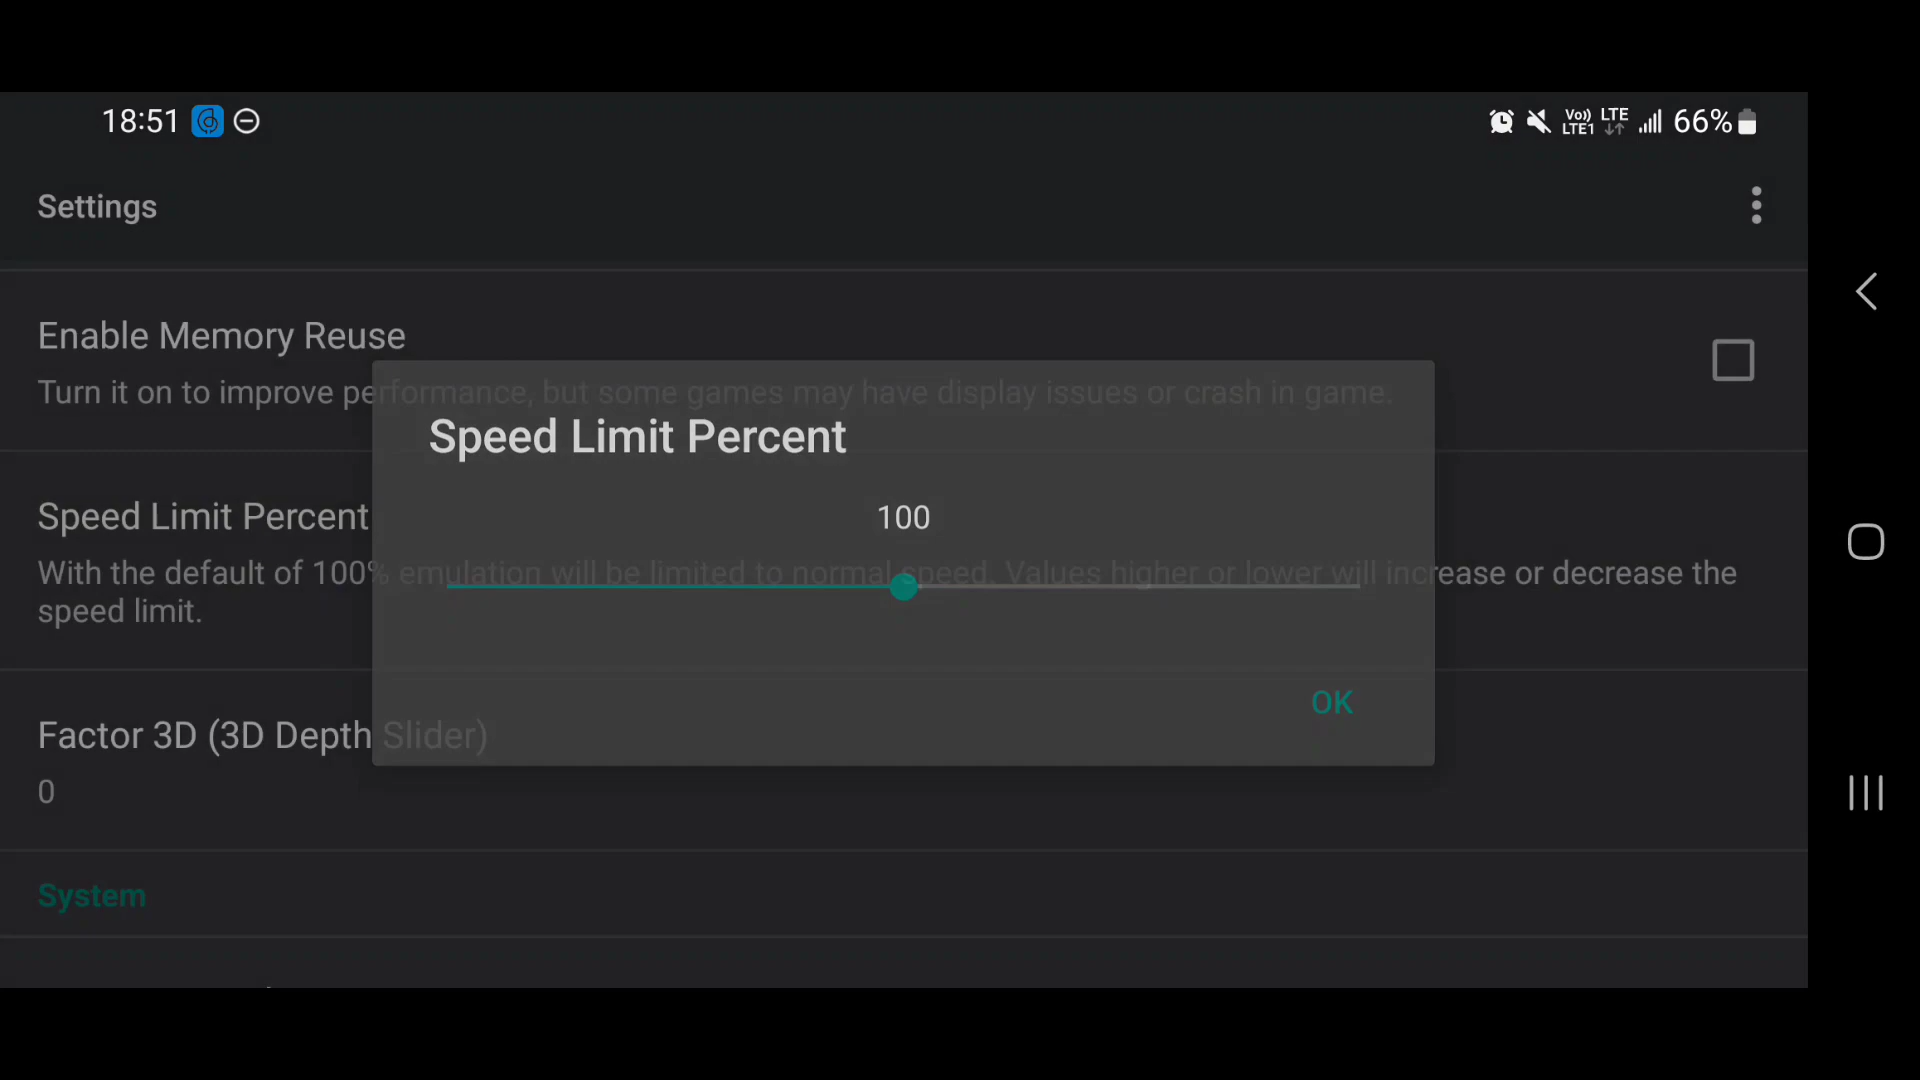 18:51
Vo)) LTE1 LTE 66%
Settings
Enable Memory Reuse
Turn it on to improve performance, but some games may have display issues or crash in game.
Speed Limit Percent
100
Speed Limit Percent
With the default of 100% emulation will be limited to normal speed. Values higher or lower will increase or decrease the
speed limit.
OK
Factor 3D (3D Depth Slider)
0
System